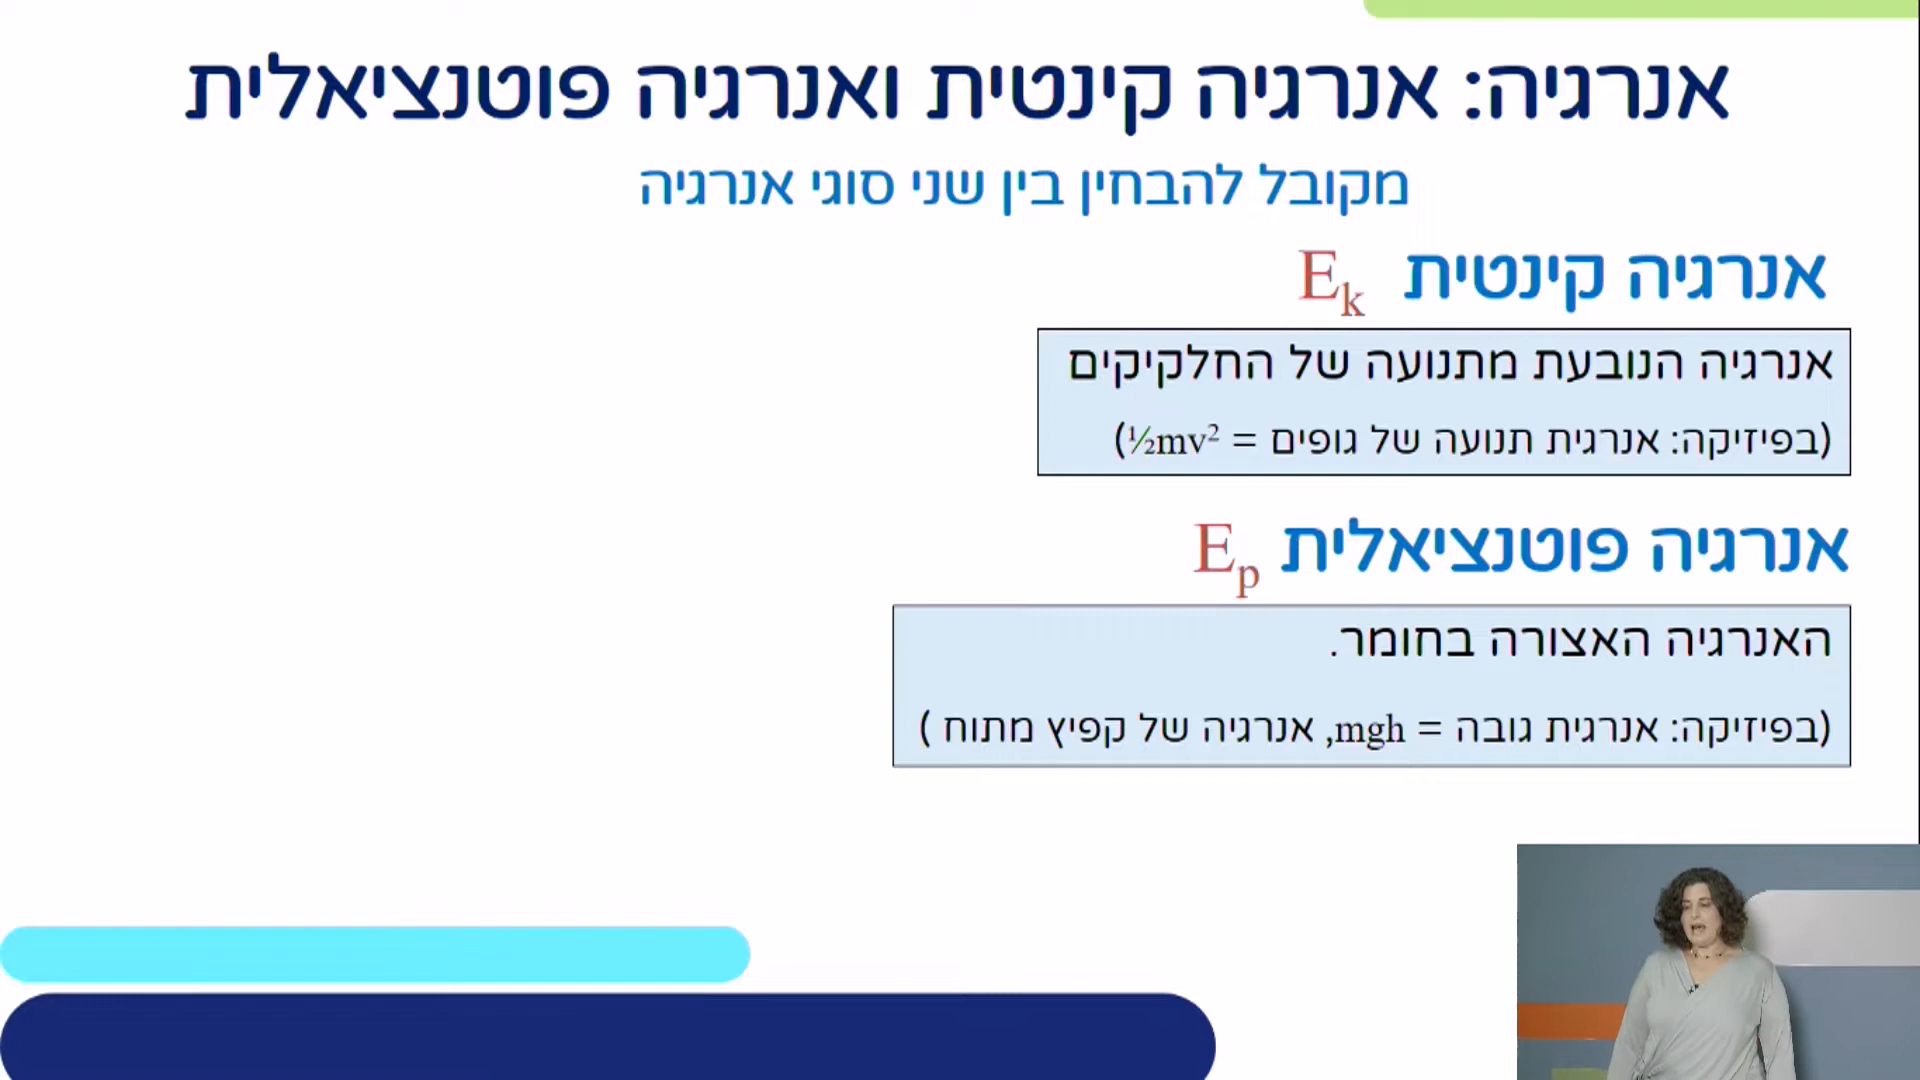 אנרגיה: אנרגיה קינטית ואנרגיה פוטנציאלית
מקובל להבחין בין שני סוגי אנרגיה
אנרגיה קינטית Eₖ
אנרגיה הנובעת מתנועה של החלקיקים
(בפיזיקה: אנרגית תנועה של גופים = ½mv²)
אנרגיה פוטנציאלית Eₚ
האנרגיה האצורה בחומר.
(בפיזיקה: אנרגית גובה = mgh, אנרגיה של קפיץ מתוח )